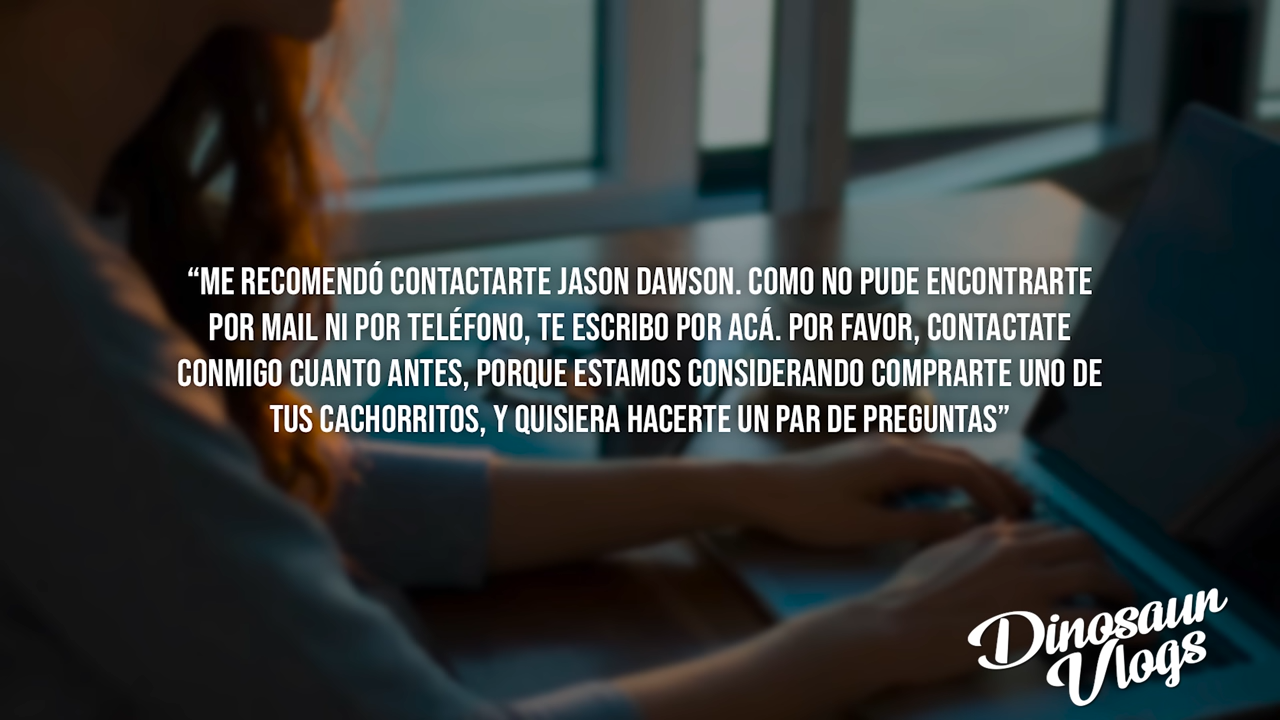 “ME RECOMENDÓ CONTACTARTE JASON DAWSON. COMO NO PUDE ENCONTRARTE
POR MAIL NI POR TELÉFONO, TE ESCRIBO POR ACÁ. POR FAVOR, CONTACTATE
CONMIGO CUANTO ANTES, PORQUE ESTAMOS CONSIDERANDO COMPRARTE UNO DE
TUS CACHORRITOS, Y QUISIERA HACERTE UN PAR DE PREGUNTAS”
Dinosaur
Vlogs